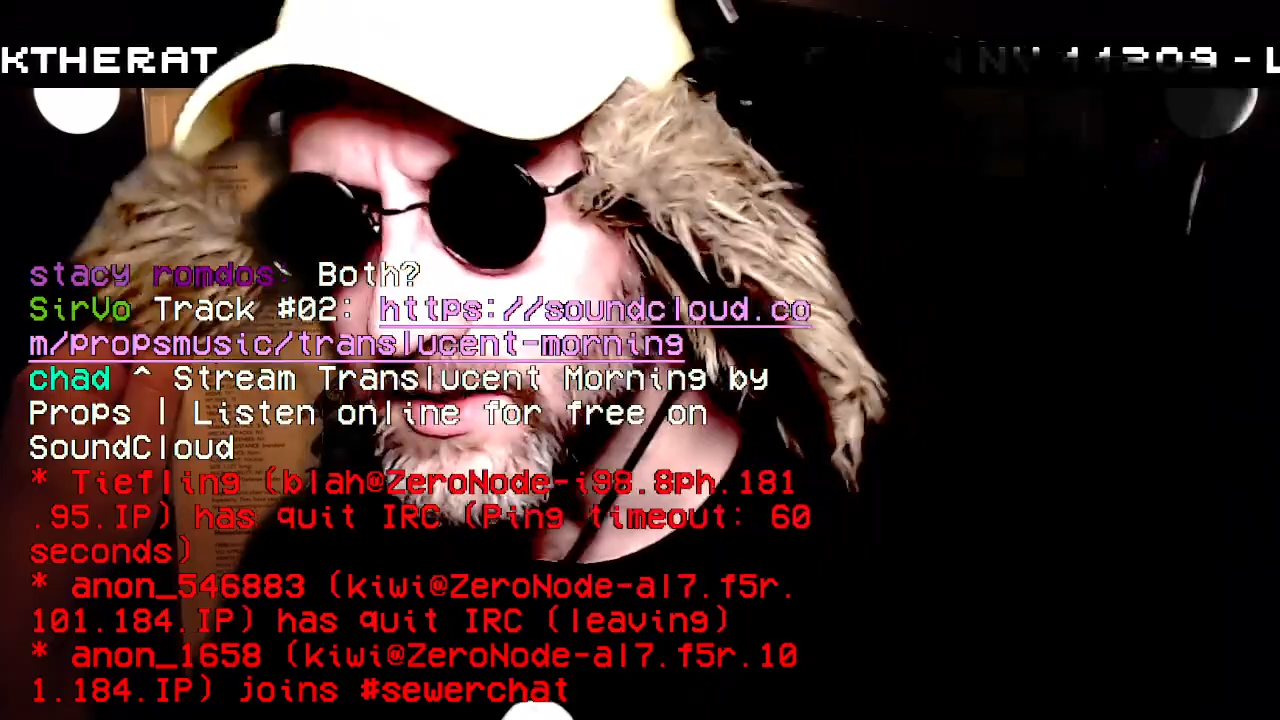 KTHERAT NY 11209 - L
stacy romdos: Both?
SirVo Track #02: https://soundcloud.co
m/propsmusic/translucent-morning
chad ^ Stream Translucent Morning by
Props | Listen online for free on
SoundCloud
* Tiefling (blah@ZeroNode-i98.8ph.181
.95.IP) has quit IRC (Ping timeout: 60
seconds)
* anon_546883 (kiwi@ZeroNode-al7.f5r.
101.184.IP) has quit IRC (leaving)
* anon_1658 (kiwi@ZeroNode-al7.f5r.10
1.184.IP) joins #sewerchat